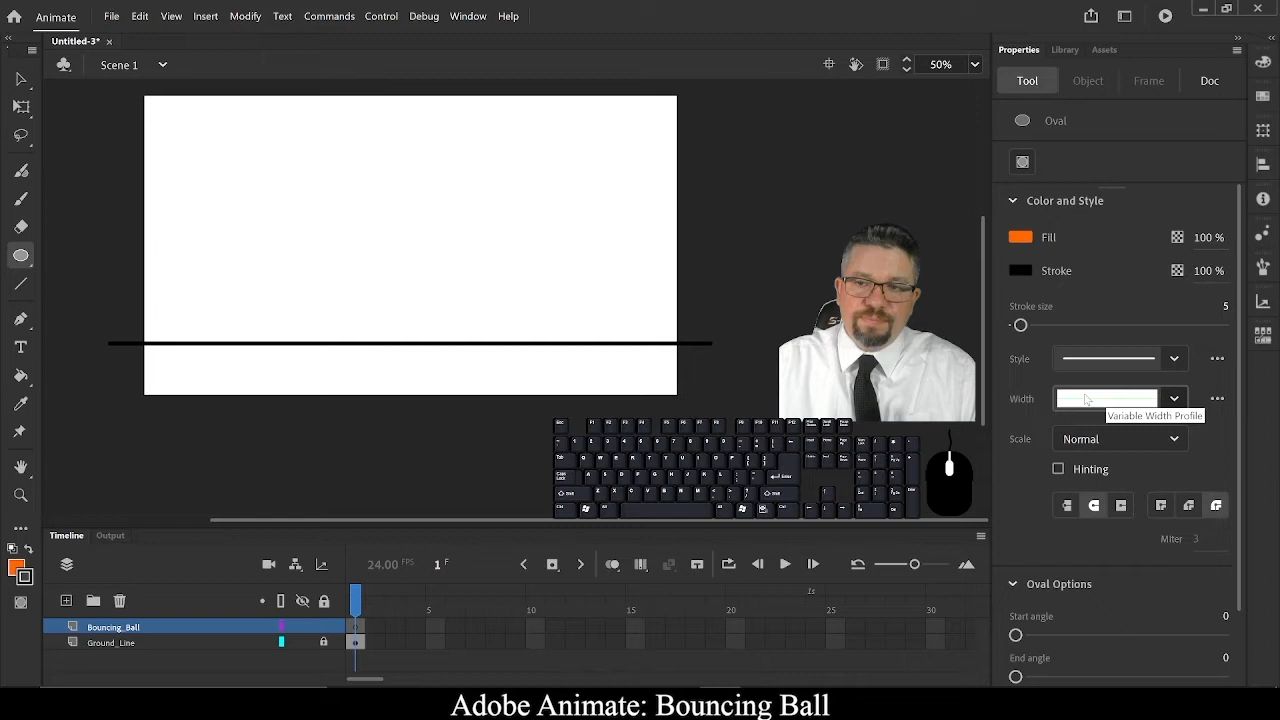 Animate File Edit View Insert Modify Text Commands Control Debug Window Help
Untitled-3*
Scene 1
50%
Properties Library Assets
Tool Object Frame Doc
Oval
Color and Style
Fill 100 %
Stroke 100 %
Stroke size 5
Style
Width
Variable Width Profile
Scale Normal
Hinting
Miter 3
Oval Options
Start angle 0
End angle 0
Timeline Output
24.00 FPS 1 F
1s
5 10 15 20 25 30
Bouncing_Ball
Ground_Line
Adobe Animate: Bouncing Ball